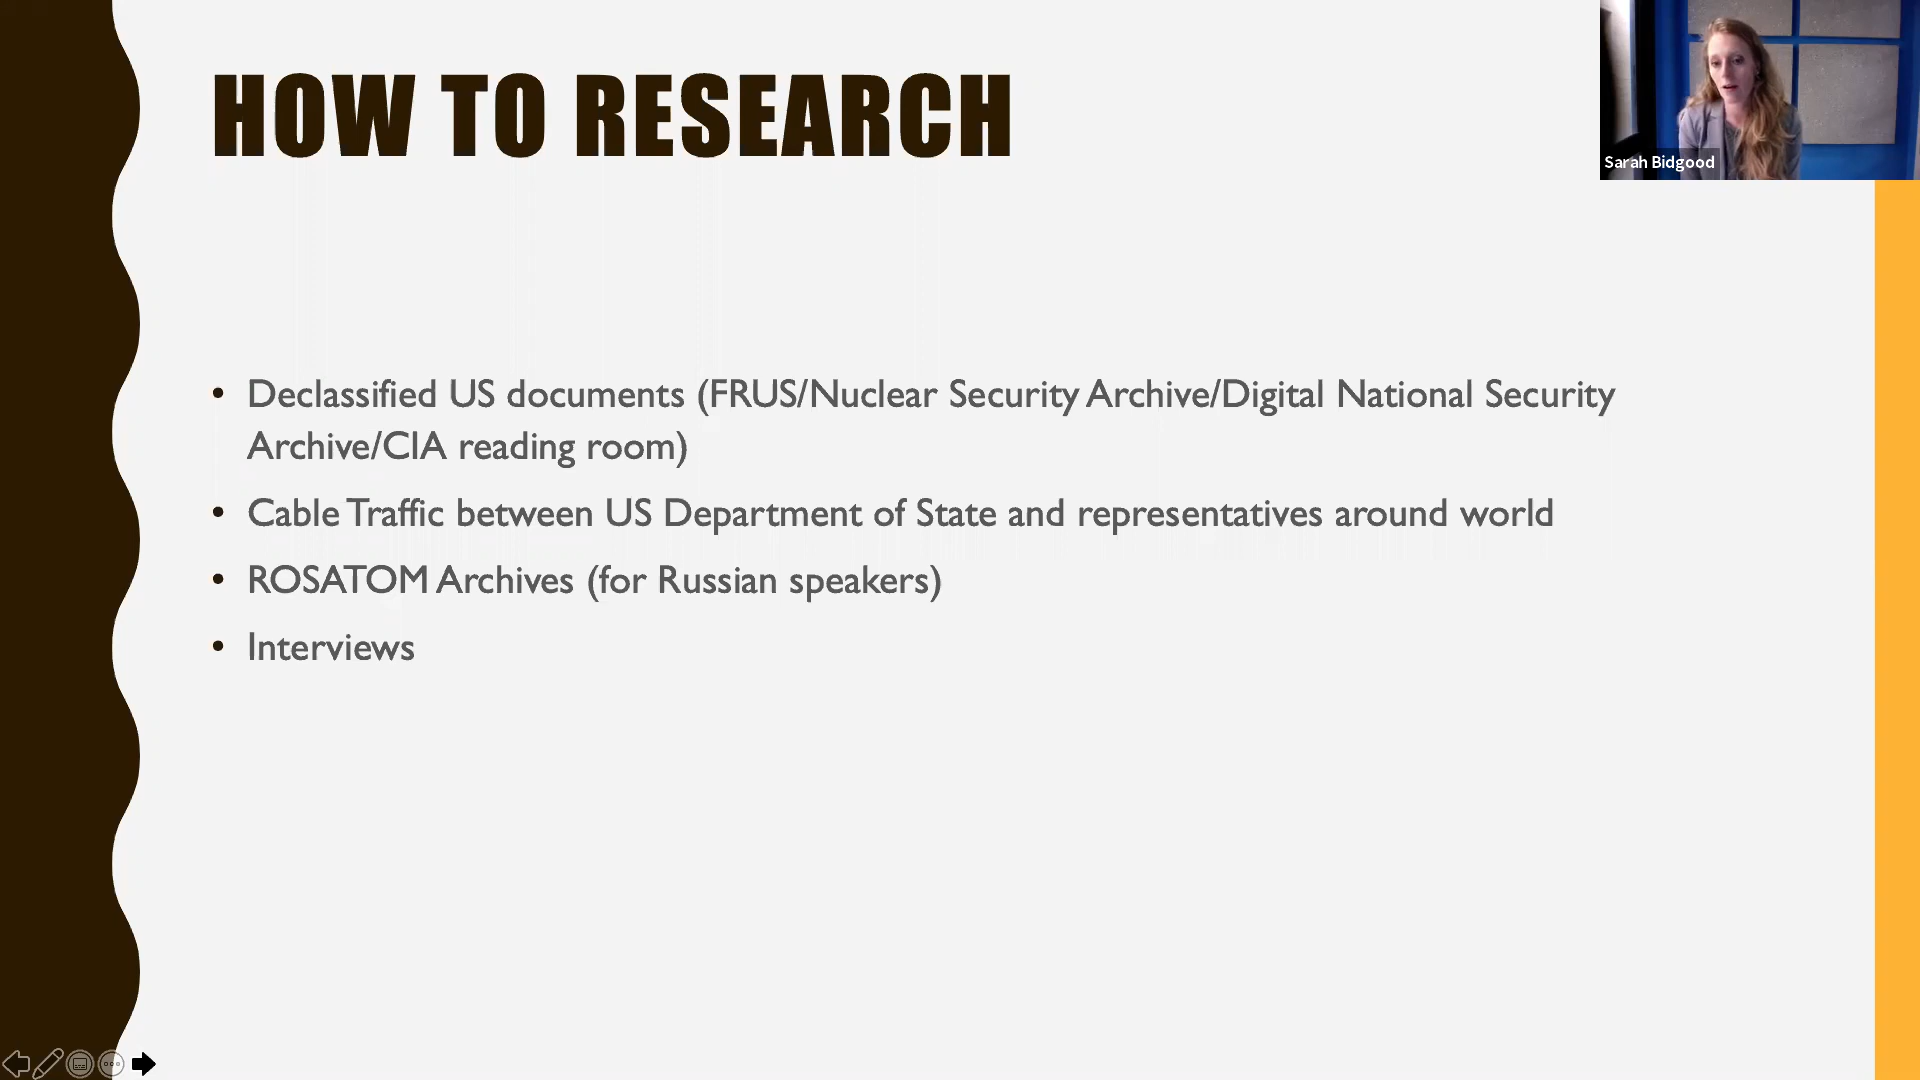 HOW TO RESEARCH
Sarah Bidgood
• Declassified US documents (FRUS/Nuclear Security Archive/Digital National Security
Archive/CIA reading room)
• Cable Traffic between US Department of State and representatives around world
• ROSATOM Archives (for Russian speakers)
• Interviews